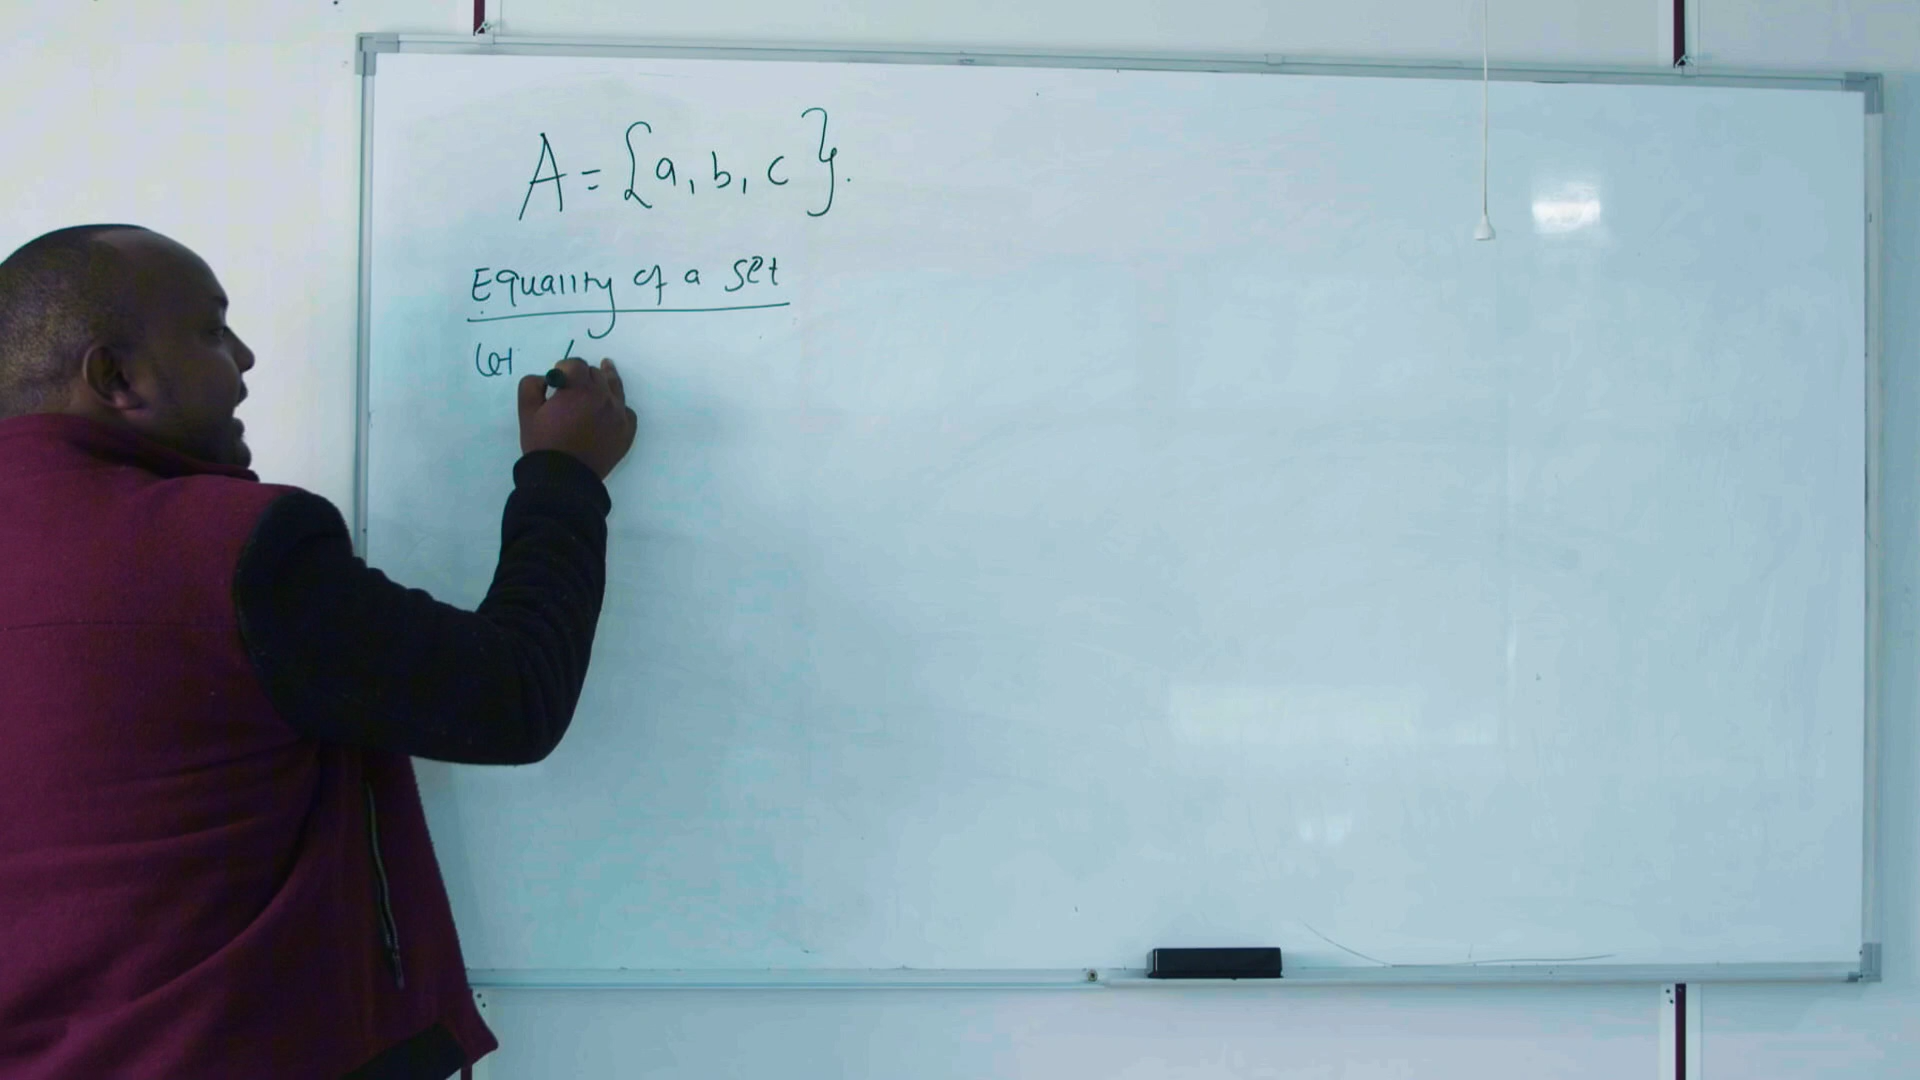 A = {a, b, c}.
Equality of a set
let